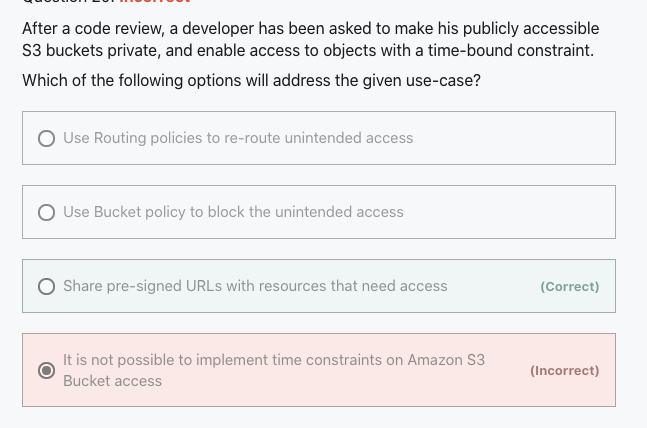 Question 20: Incorrect
After a code review, a developer has been asked to make his publicly accessible
S3 buckets private, and enable access to objects with a time-bound constraint.
Which of the following options will address the given use-case?
Use Routing policies to re-route unintended access
Use Bucket policy to block the unintended access
Share pre-signed URLs with resources that need access (Correct)
It is not possible to implement time constraints on Amazon S3
Bucket access
(Incorrect)